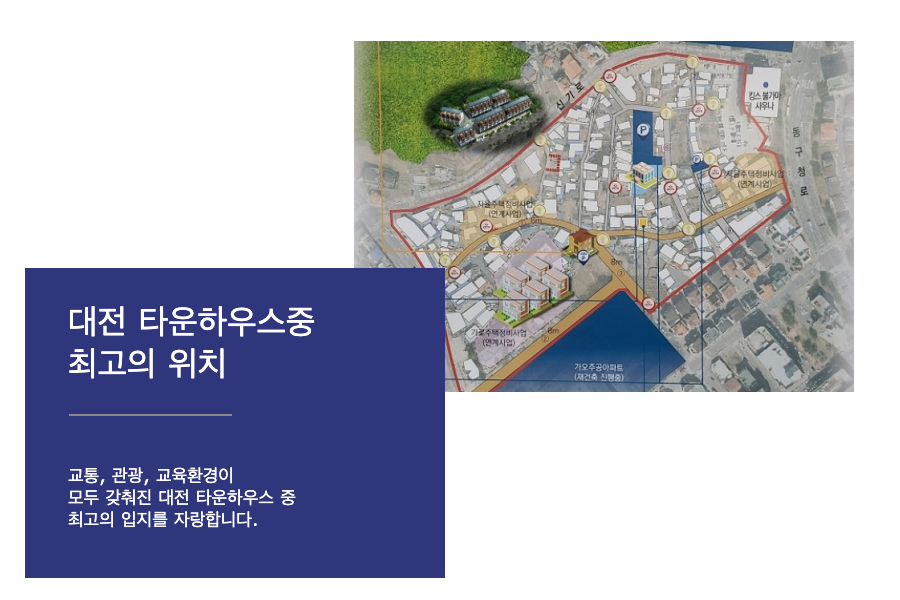 신기로
킹스 불가마
사우나
동구청로
P
자율주택정비사업
(연계사업)
자율주택정비사업
(연계사업)
6m
8m
③
가로주택정비사업
(연계사업)
8m
②
가오주공아파트
(재건축 진행중)
대전 타운하우스중
최고의 위치
교통, 관광, 교육환경이
모두 갖춰진 대전 타운하우스 중
최고의 입지를 자랑합니다.